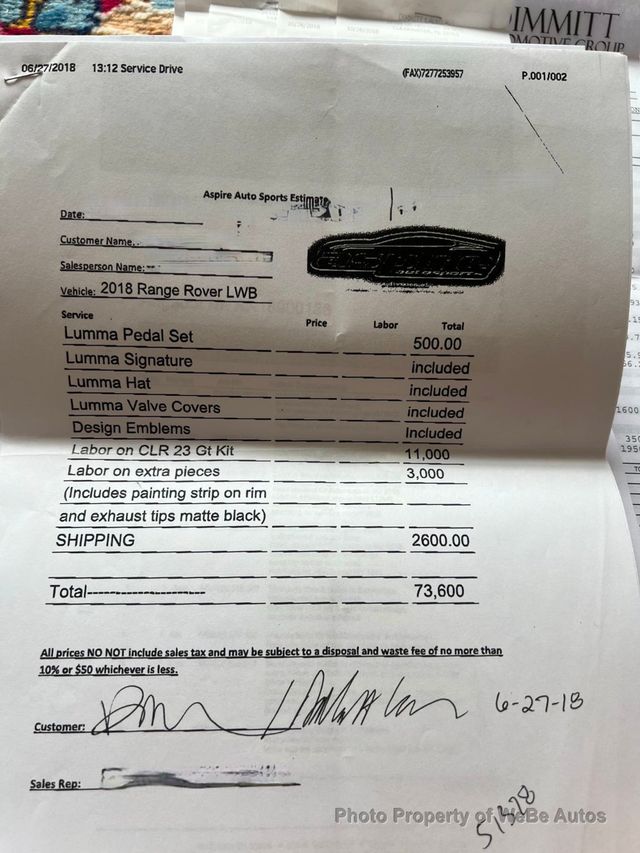 DIMMITT
AUTOMOTIVE GROUP
06/27/2018 13:12 Service Drive (FAX)7277253957 P.001/002
Aspire Auto Sports Estimate
Date:
Customer Name
autosports
Salesperson Name:
Vehicle: 2018 Range Rover LWB
Service Price Labor Total
Lumma Pedal Set 500.00
Lumma Signature included
Lumma Hat included
Lumma Valve Covers included
Design Emblems Included
Labor on CLR 23 Gt Kit 11,000
Labor on extra pieces 3,000
(Includes painting strip on rim
and exhaust tips matte black)
SHIPPING 2600.00
Total---------------------- 73,600
All prices NO NOT include sales tax and may be subject to a disposal and waste fee of no more than
10% or $50 whichever is less.
Customer: 6-27-18
Sales Rep:
Photo Property of WeBe Autos